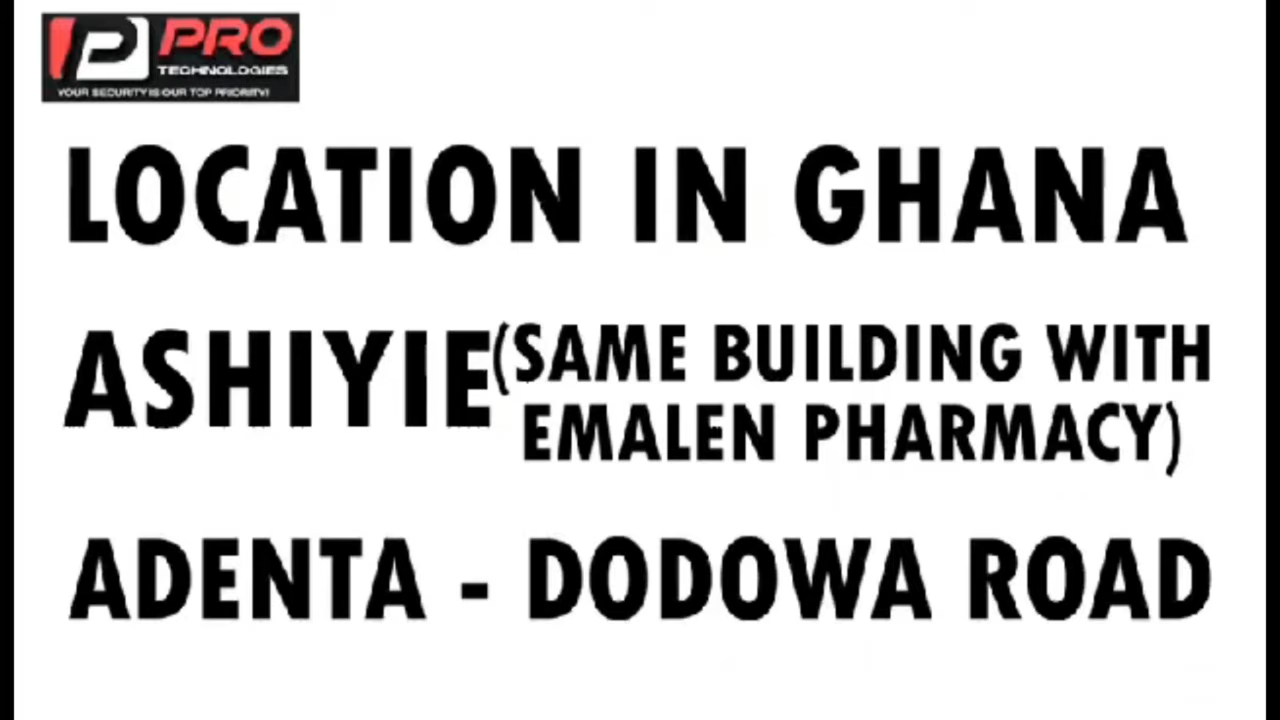 PRO
TECHNOLOGIES
YOUR SECURITY IS OUR TOP PRIORITY!
LOCATION IN GHANA
ASHIYIE (SAME BUILDING WITH
EMALEN PHARMACY)
ADENTA - DODOWA ROAD